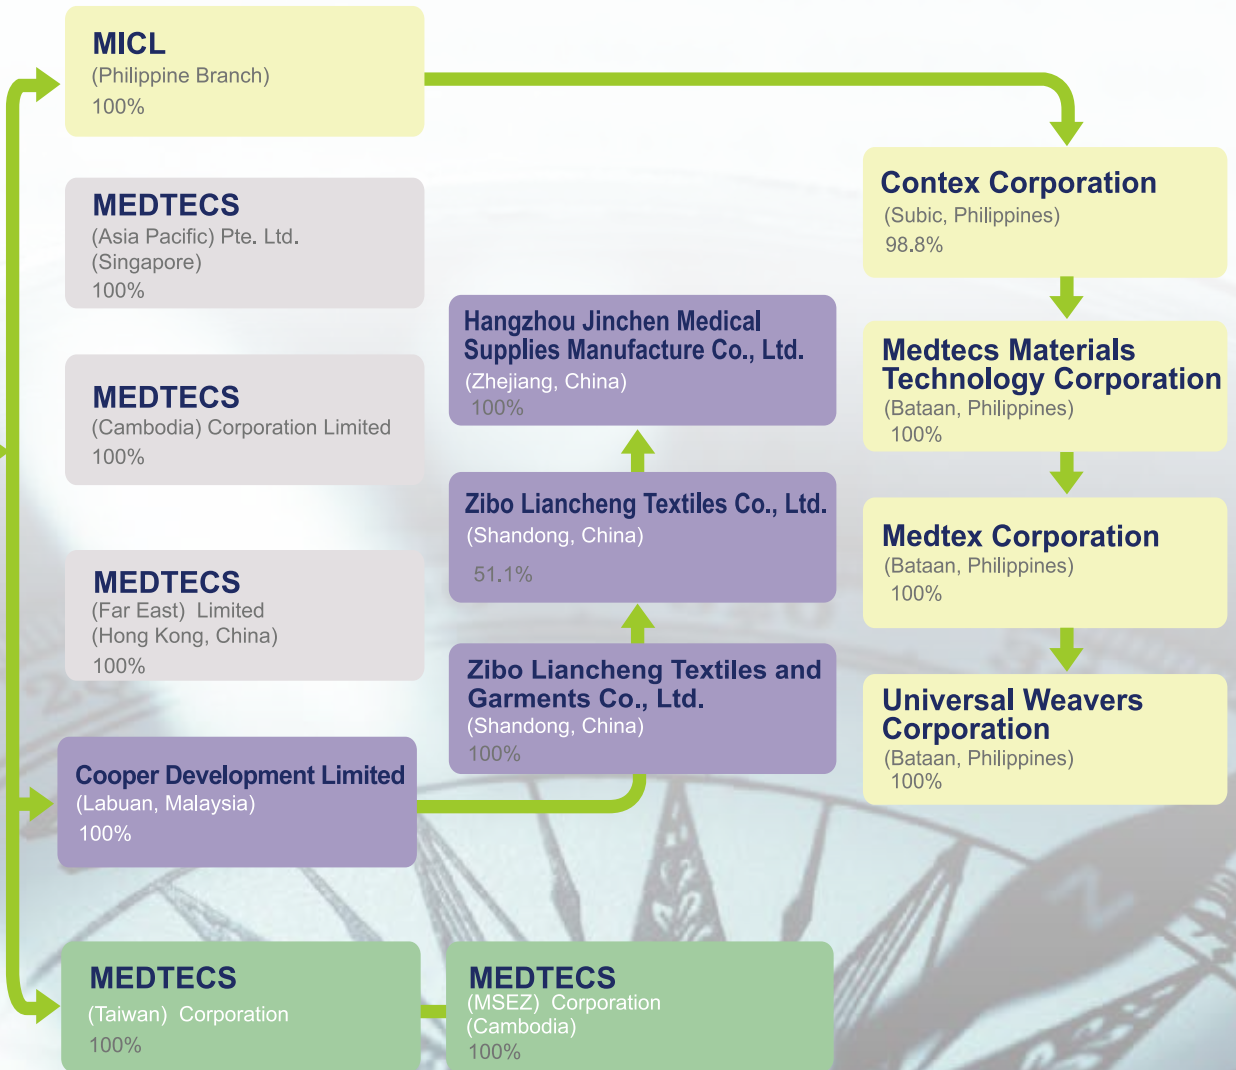 MICL
(Philippine Branch)
100%
MEDTECS
(Asia Pacific) Pte. Ltd.
(Singapore)
100%
MEDTECS
(Cambodia) Corporation Limited
100%
MEDTECS
(Far East) Limited
(Hong Kong, China)
100%
Cooper Development Limited
(Labuan, Malaysia)
100%
MEDTECS
(Taiwan) Corporation
100%
Hangzhou Jinchen Medical
Supplies Manufacture Co., Ltd.
(Zhejiang, China)
100%
Zibo Liancheng Textiles Co., Ltd.
(Shandong, China)
51.1%
Zibo Liancheng Textiles and
Garments Co., Ltd.
(Shandong, China)
100%
MEDTECS
(MSEZ) Corporation
(Cambodia)
100%
Contex Corporation
(Subic, Philippines)
98.8%
Medtecs Materials
Technology Corporation
(Bataan, Philippines)
100%
Medtex Corporation
(Bataan, Philippines)
100%
Universal Weavers
Corporation
(Bataan, Philippines)
100%
N